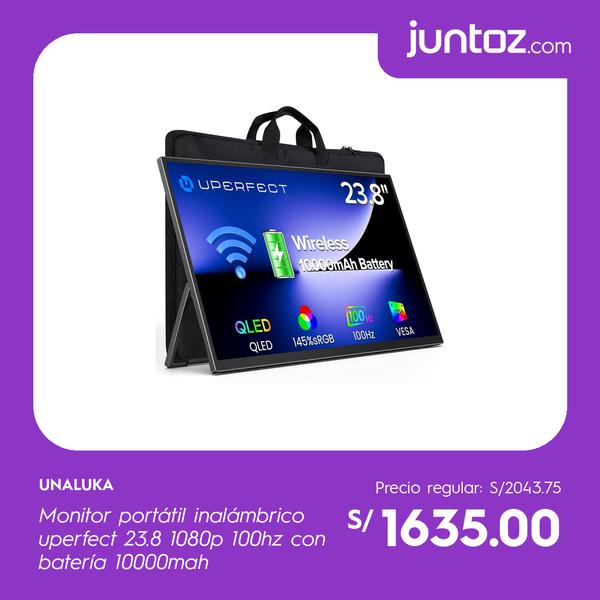 juntoz.com
UPERFECT
23.8"
Wireless
10000mAh Battery
QLED
100Hz
QLED
145%sRGB
100Hz
VESA
UNALUKA
Monitor portátil inalámbrico
uperfect 23,8 1080p 100hz con
batería 10000mah
Precio regular: S/2043.75
S/ 1635.00